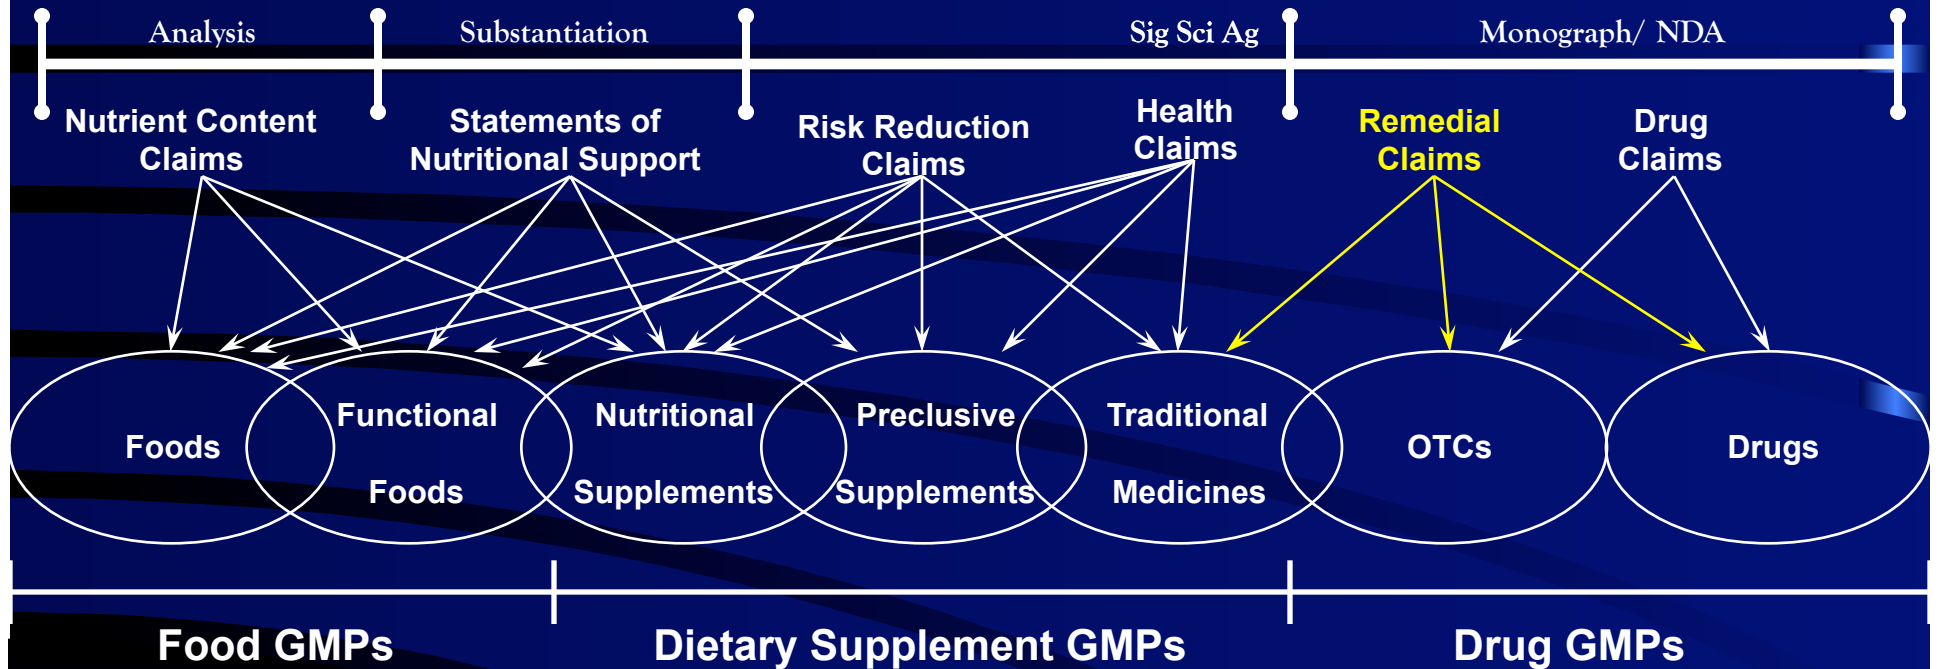 Analysis Substantiation Sig Sci Ag Monograph/ NDA
Nutrient Content
Claims
Statements of
Nutritional Support
Risk Reduction
Claims
Health
Claims
Remedial
Claims
Drug
Claims
Foods
Functional
Foods
Nutritional
Supplements
Preclusive
Supplements
Traditional
Medicines
OTCs
Drugs
Food GMPs Dietary Supplement GMPs Drug GMPs